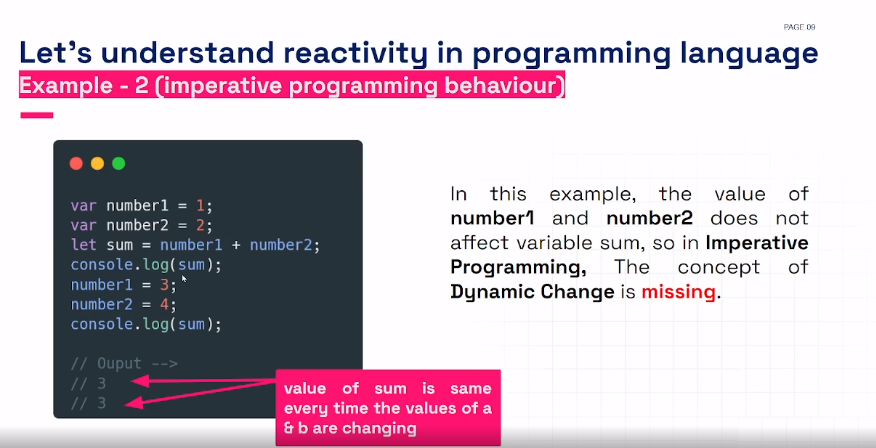 PAGE 09
Let's understand reactivity in programming language
Example - 2 (imperative programming behaviour)
var number1 = 1;
var number2 = 2;
let sum = number1 + number2;
console.log(sum);
number1 = 3;
number2 = 4;
console.log(sum);
// Ouput -->
// 3
// 3
In this example, the value of
number1 and number2 does not
affect variable sum, so in Imperative
Programming, The concept of
Dynamic Change is missing.
value of sum is same
every time the values of a
& b are changing